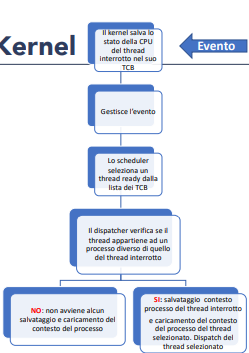 Kernel
Evento
Il kernel salva lo
stato della CPU
del thread
interrotto nel suo
TCB
Gestisce l'evento
Lo scheduler
seleziona un
thread ready dalla
lista dei TCB
Il dispatcher verifica se il
thread appartiene ad un
processo diverso di quello
del thread interrotto
NO: non avviene alcun
salvataggio e caricamento del
contesto del processo
SI: salvataggio contesto
processo del thread interrotto
e caricamento del contesto
del processo del thread
selezionato. Dispatch del
thread selezionato